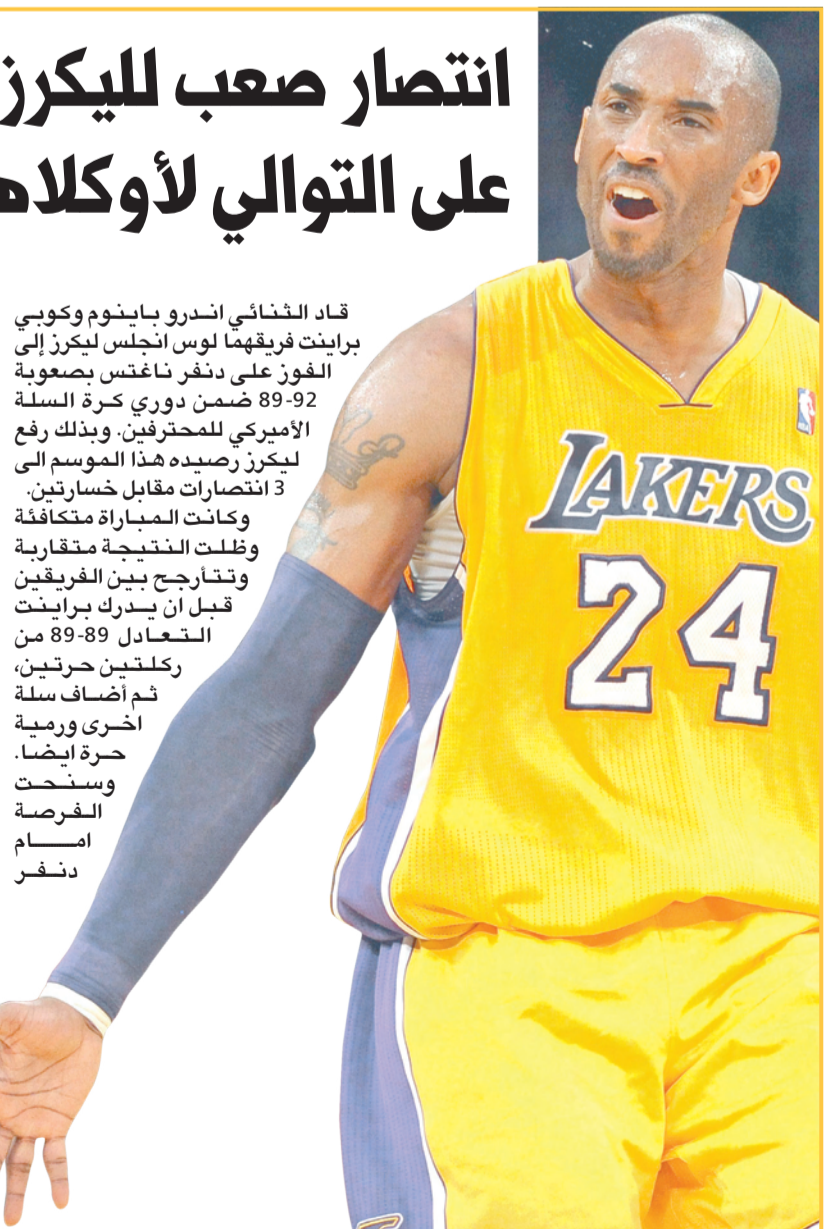 انتصار صعب لليكرز
على التوالي
قاد الثنائي اندرو باينوم وكوبي
براينت فريقهما لوس انجلس ليكرز إلى
الفوز على دنفر ناغتس بصعوبة
92-89 ضمن دوري كرة السلة
الأميركي للمحترفين. وبذلك رفع
ليكرز رصيده هذا الموسم الى
3 انتصارات مقابل خسارتين.
وكانت المباراة متكافئة
وظلت النتيجة متقاربة
وتتأرجح بين الفريقين
قبل ان يدرك براينت
التعادل 89-89 من
ركلتين حرتين،
ثم أضاف سلة
اخرى ورمية
حرة ايضا.
وسنحت
الفرصة
امام
دنفر
NBA
LAKERS
24